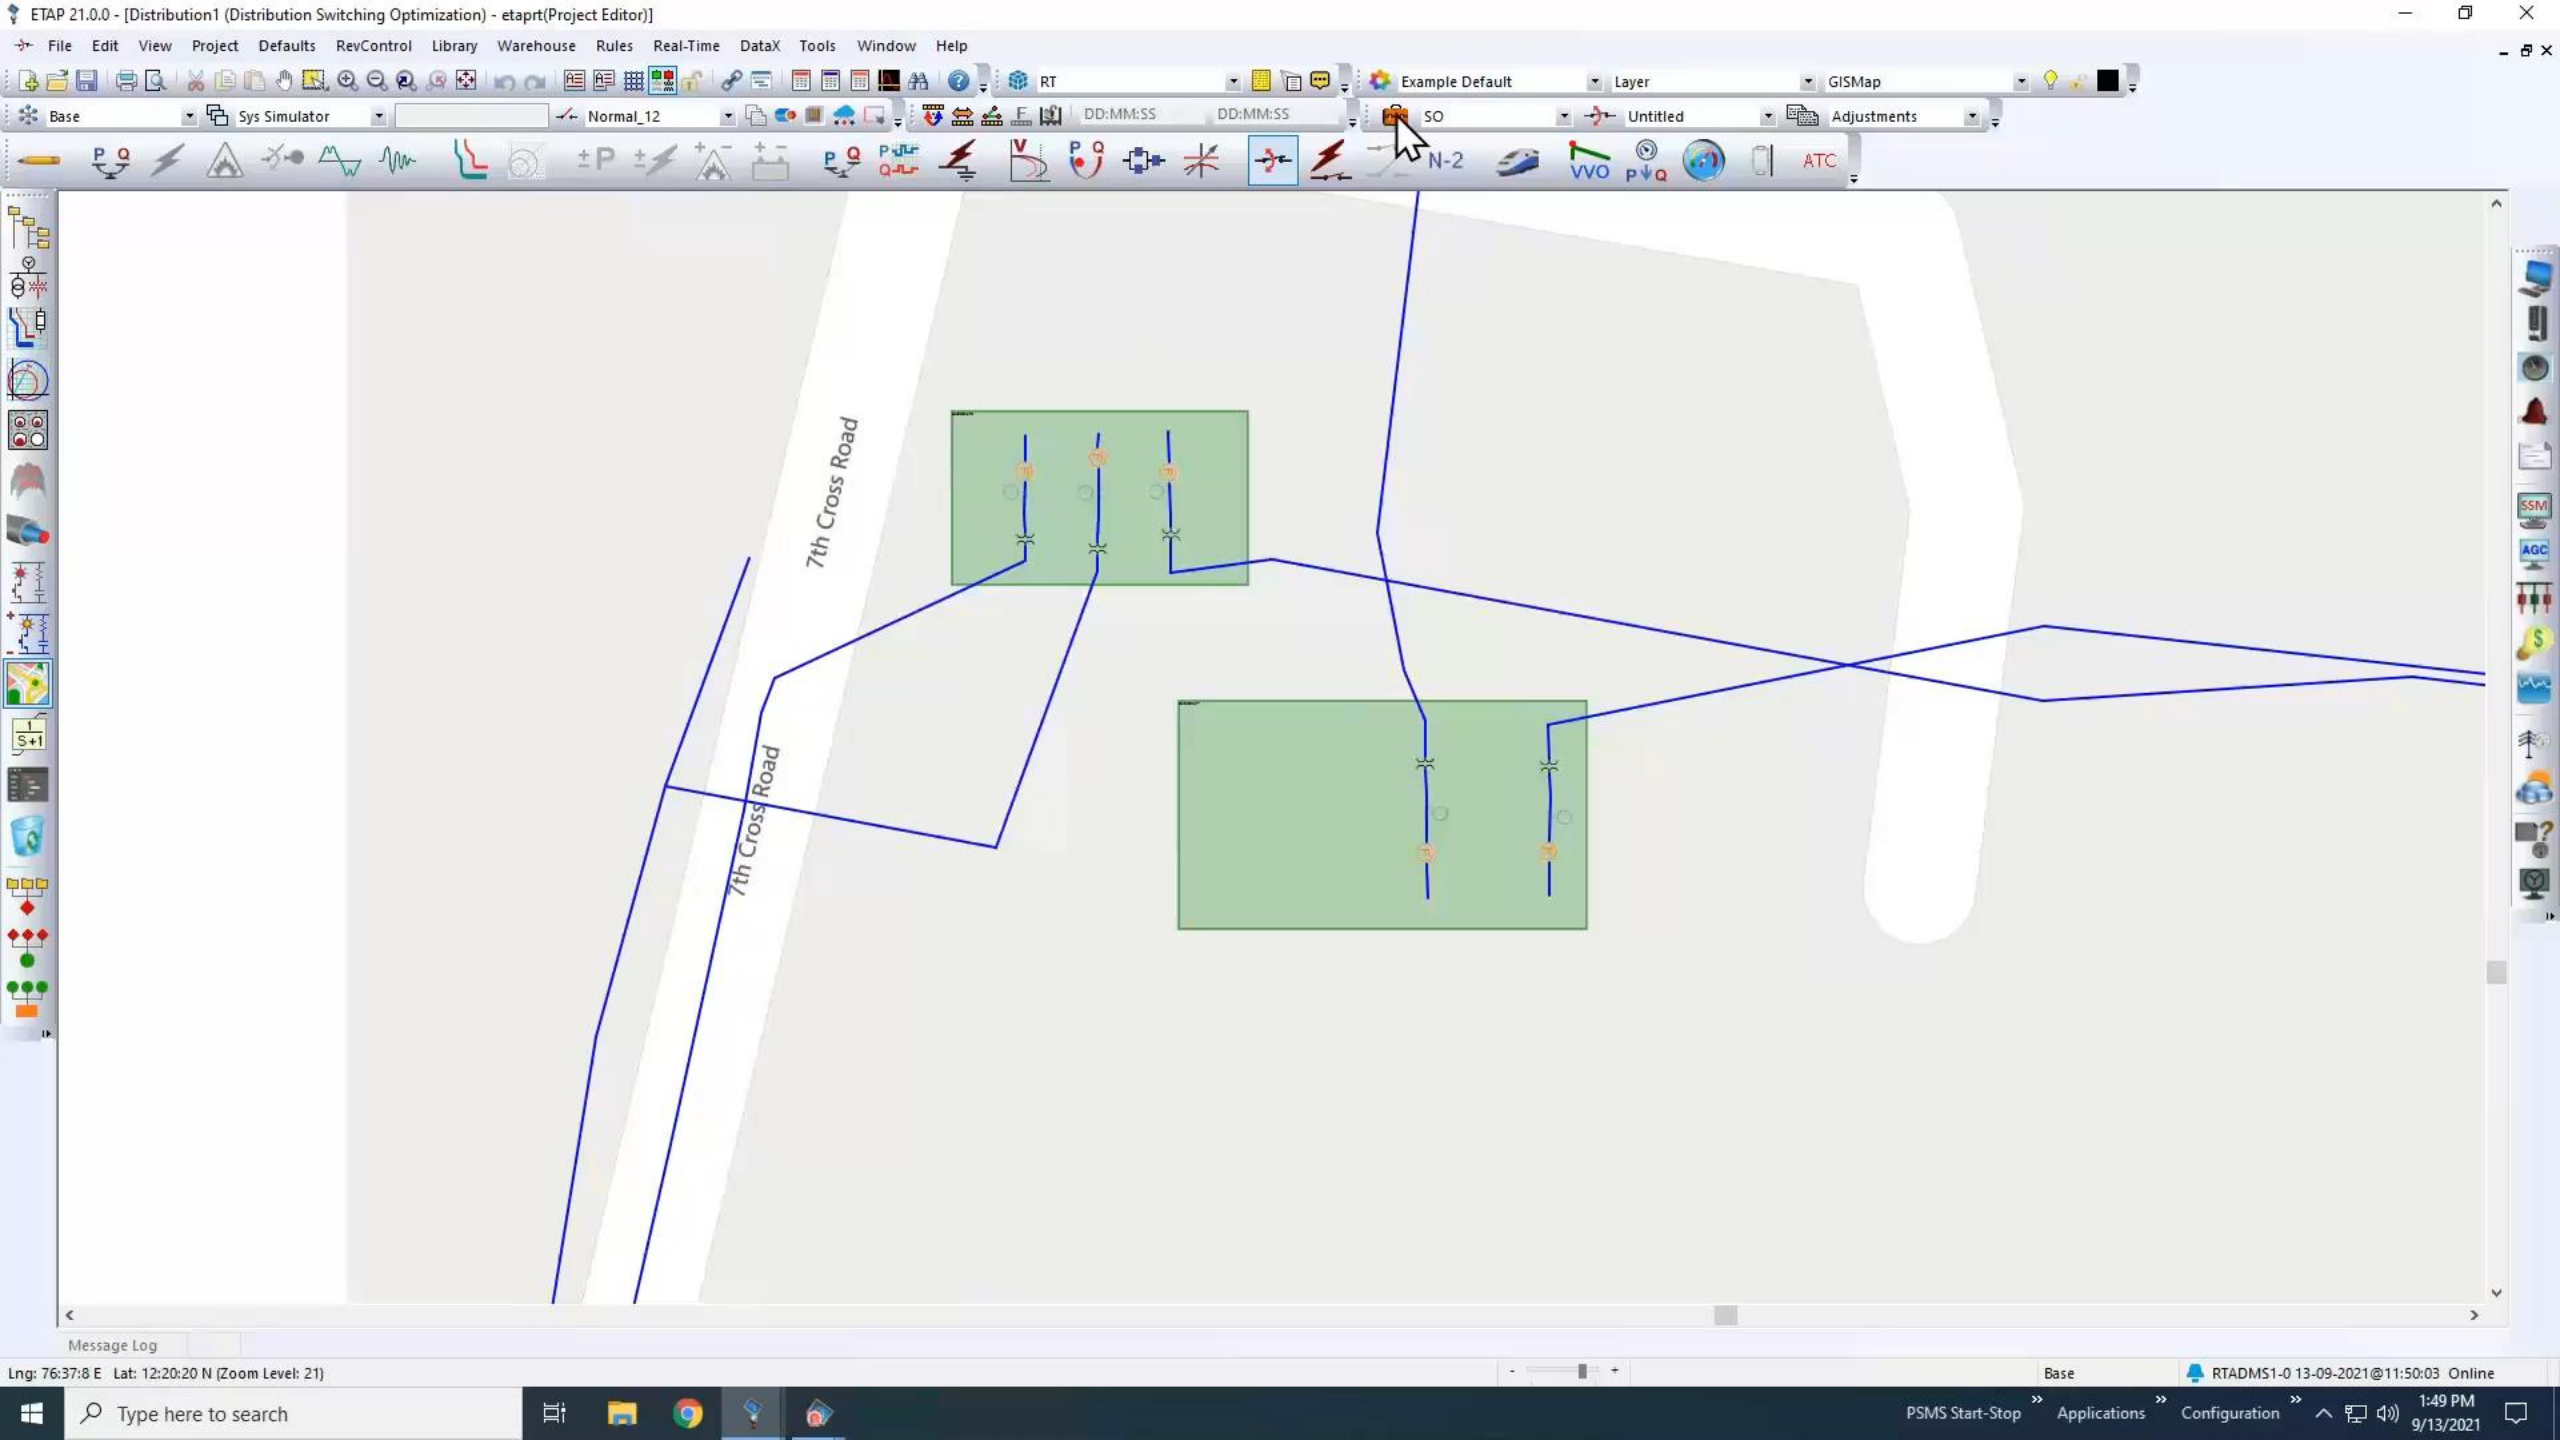 ETAP 21.0.0 - [Distribution1 (Distribution Switching Optimization) - etaprt(Project Editor)]
File Edit View Project Defaults RevControl Library Warehouse Rules Real-Time DataX Tools Window Help
RT Example Default Layer GISMap
Base Sys Simulator Normal_12 DD:MM:SS DD:MM:SS SO Untitled Adjustments
P Q ±P P Q V P Q N-2 VVO P Q ATC
SSM
AGC
1
S+1
7th Cross Road
7th Cross Road
Message Log
Lng: 76:37:8 E Lat: 12:20:20 N (Zoom Level: 21) - + Base RTADMS1-0 13-09-2021@11:50:03 Online
Type here to search PSMS Start-Stop Applications Configuration 1:49 PM
9/13/2021